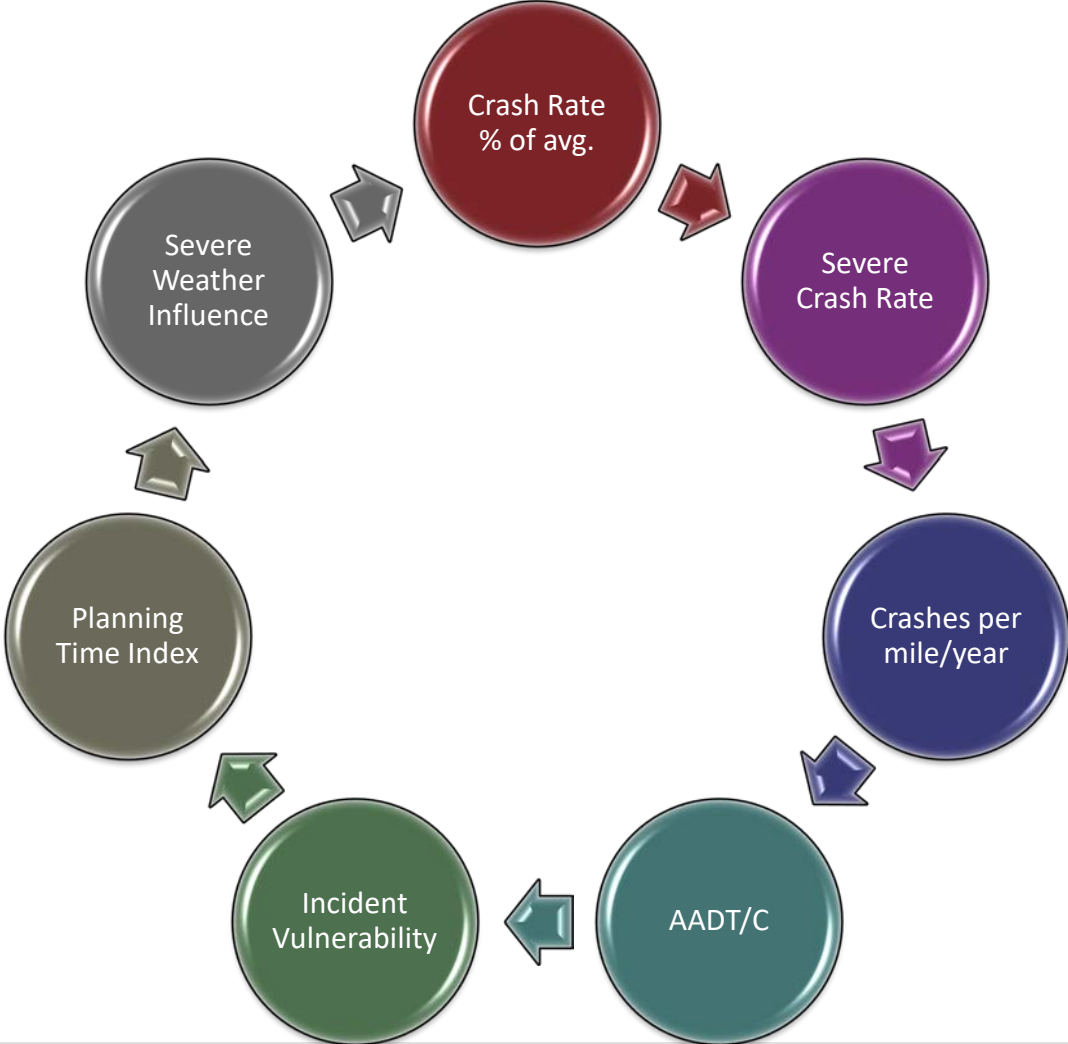 Crash Rate
% of avg.
Severe
Crash Rate
Crashes per
mile/year
AADT/C
Incident
Vulnerability
Planning
Time Index
Severe
Weather
Influence